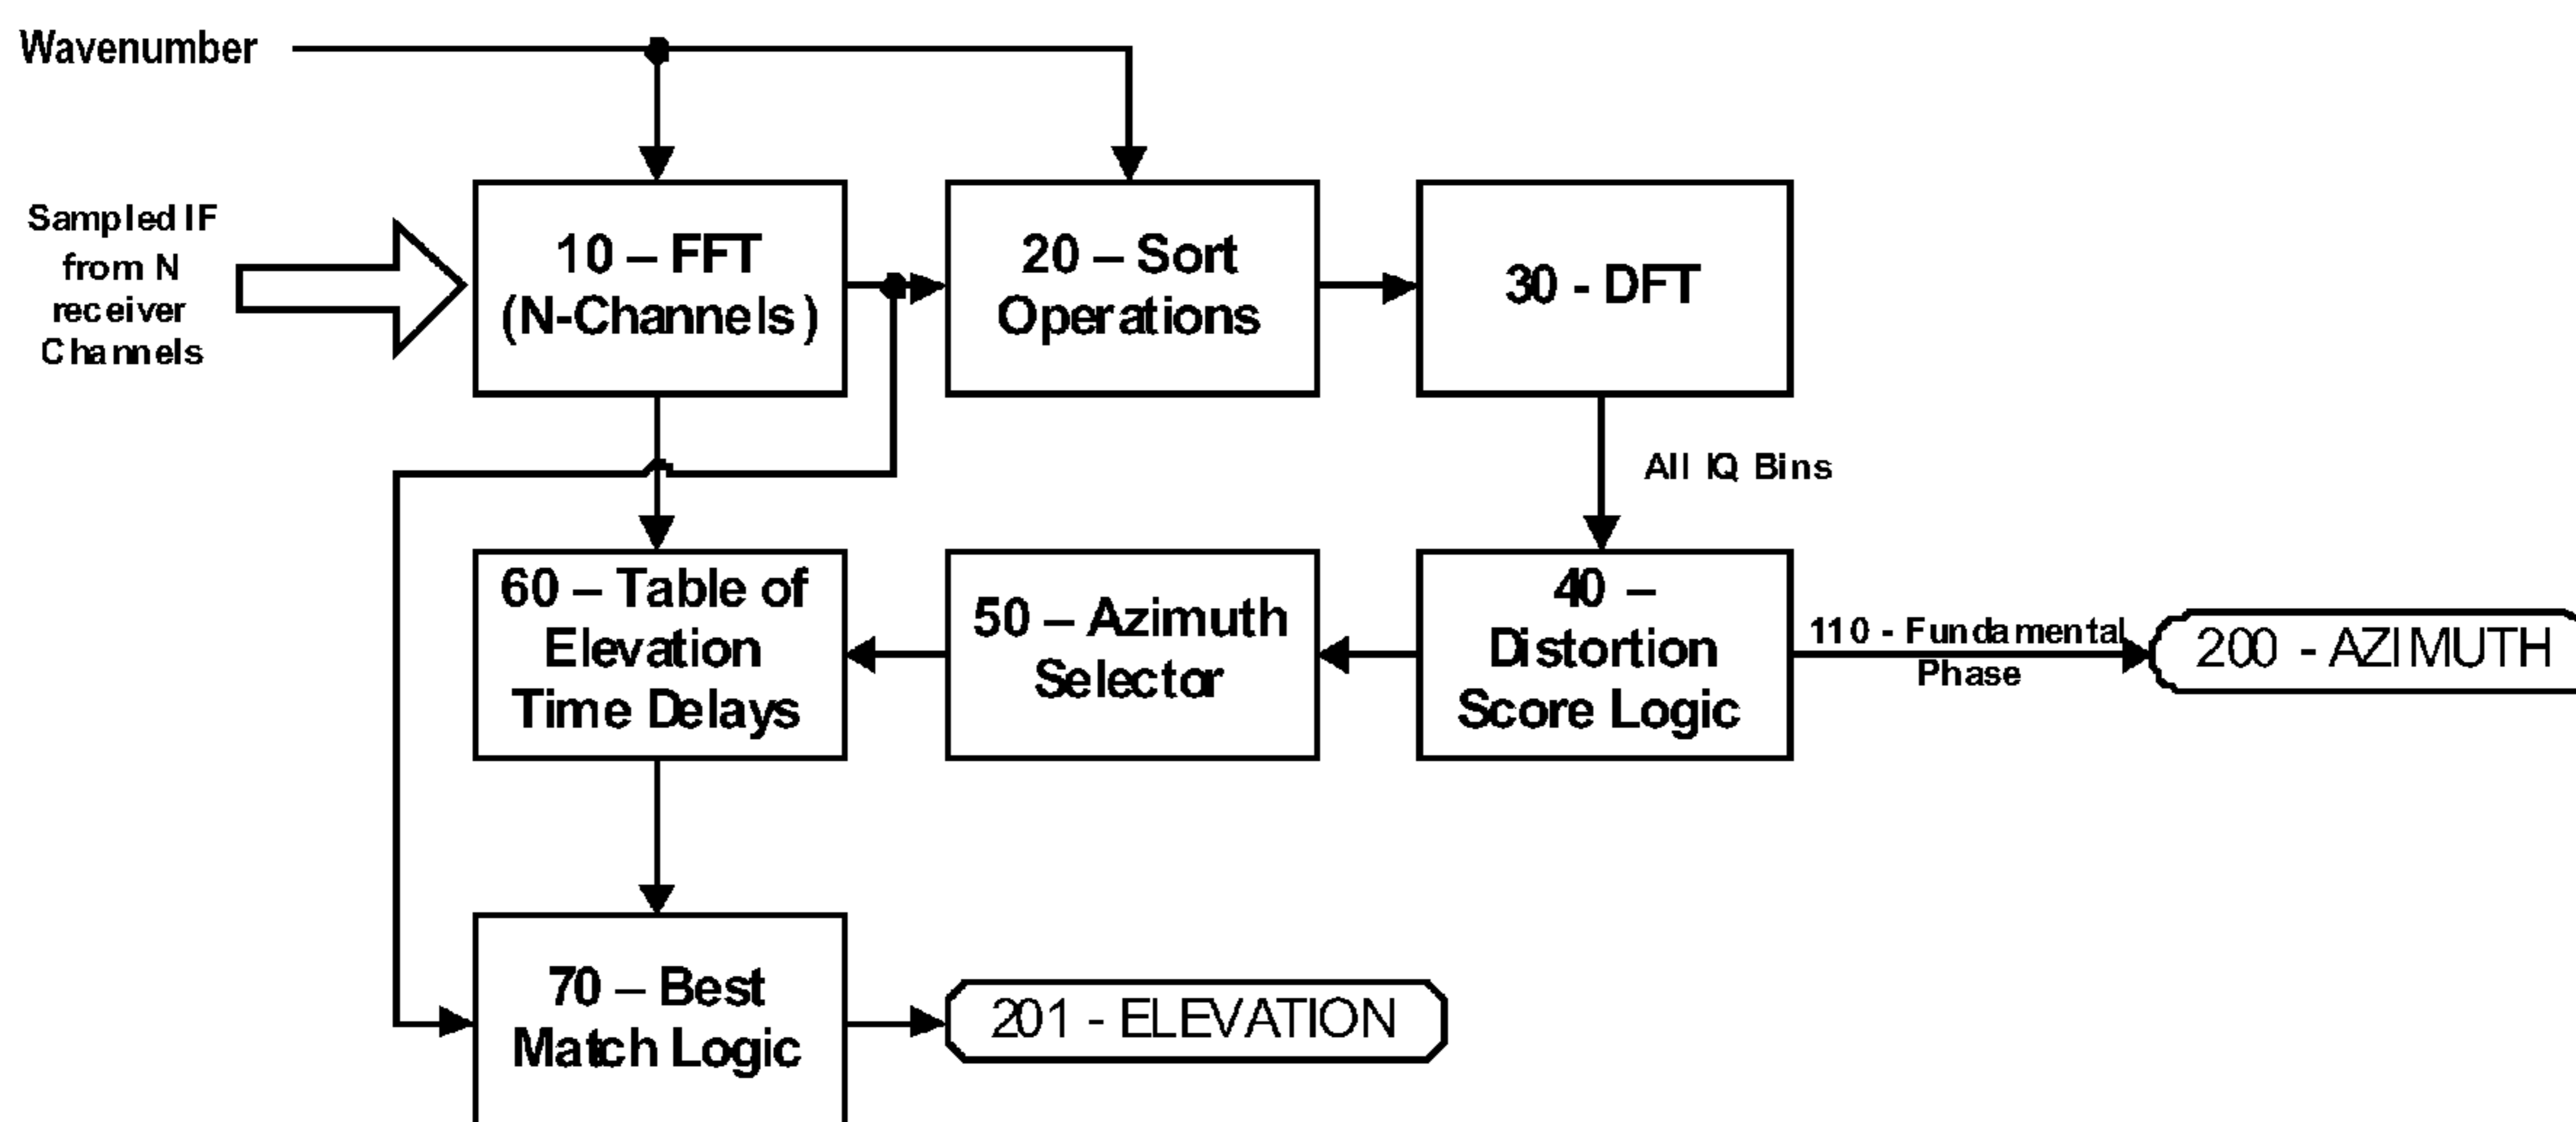 Wavenumber
Sampled IF
from N
receiver
Channels
10 – FFT
(N-Channels)
20 – Sort
Operations
30 - DFT
All IQ Bins
60 – Table of
Elevation
Time Delays
50 – Azimuth
Selector
40 –
Distortion
Score Logic
110 - Fundamental
Phase
200 - AZIMUTH
70 – Best
Match Logic
201 - ELEVATION